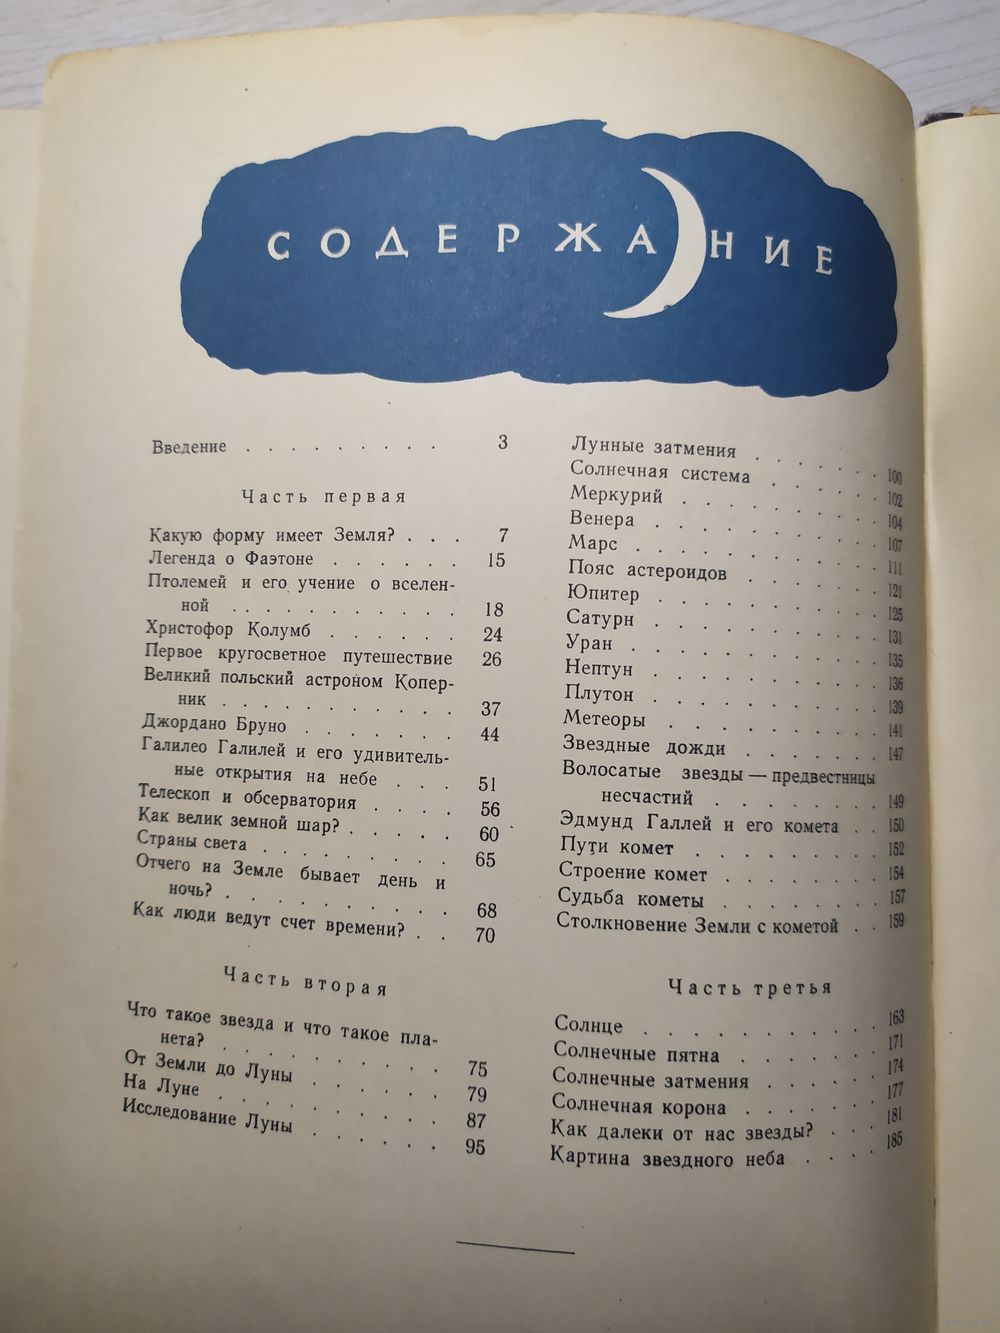 СОДЕРЖАНИЕ
Введение . . . . . . . . . 3
Часть первая
Какую форму имеет Земля? . . . 7
Легенда о Фаэтоне . . . . . . 15
Птолемей и его учение о вселен-
ной . . . . . . . . . . . 18
Христофор Колумб . . . . . . 24
Первое кругосветное путешествие 26
Великий польский астроном Копер-
ник . . . . . . . . . . . 37
Джордано Бруно . . . . . . . 44
Галилео Галилей и его удивитель-
ные открытия на небе . . . 51
Телескоп и обсерватория . . . . 56
Как велик земной шар? . . . . . 60
Страны света . . . . . . . . 65
Отчего на Земле бывает день и
ночь? . . . . . . . . . . 68
Как люди ведут счет времени? . . 70
Часть вторая
Что такое звезда и что такое пла-
нета? . . . . . . . . . . 75
От Земли до Луны . . . . . . 79
На Луне . . . . . . . . . . 87
Исследование Луны . . . . . . 95
Лунные затмения . . . . . . 100
Солнечная система . . . . . . 102
Меркурий . . . . . . . . . 104
Венера . . . . . . . . . . 107
Марс . . . . . . . . . . . 111
Пояс астероидов . . . . . . 121
Юпитер . . . . . . . . . . 125
Сатурн . . . . . . . . . . 131
Уран . . . . . . . . . . . 135
Нептун . . . . . . . . . . 136
Плутон . . . . . . . . . . 139
Метеоры . . . . . . . . . 141
Звездные дожди . . . . . . . 147
Волосатые звезды — предвестницы
несчастий . . . . . . . . 149
Эдмунд Галлей и его комета . . 150
Пути комет . . . . . . . . 152
Строение комет . . . . . . . 154
Судьба кометы . . . . . . . 157
Столкновение Земли с кометой . . 159
Часть третья
Солнце . . . . . . . . . . 163
Солнечные пятна . . . . . . 171
Солнечные затмения . . . . . 174
Солнечная корона . . . . . . 177
Как далеки от нас звезды? . . . 181
Картина звездного неба . . . . 185